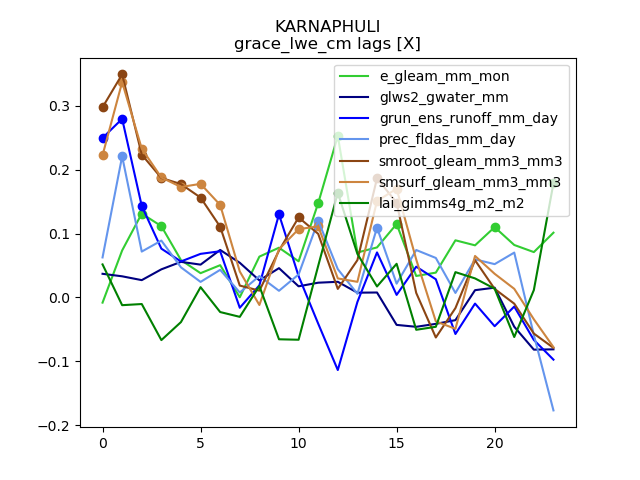 KARNAPHULI
grace_lwe_cm lags [X]
e_gleam_mm_mon
glws2_gwater_mm
grun_ens_runoff_mm_day
prec_fldas_mm_day
smroot_gleam_mm3_mm3
smsurf_gleam_mm3_mm3
lai_gimms4g_m2_m2
0.3
0.2
0.1
0.0
−0.1
−0.2
0 5 10 15 20